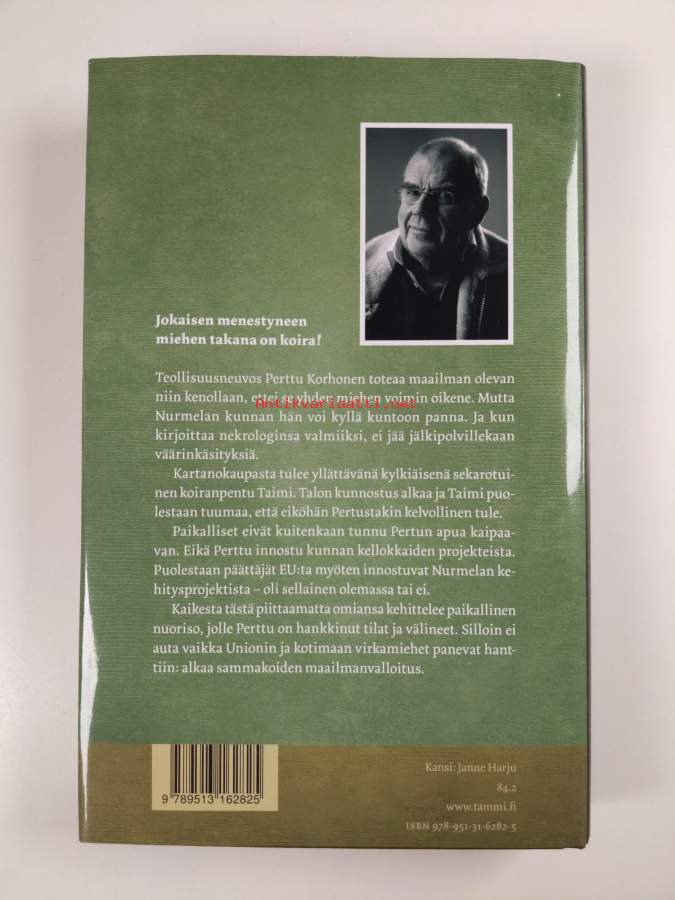 Jokaisen menestyneen
miehen takana on koira!
Teollisuusneuvos Perttu Korhonen toteaa maailman olevan
niin kenollaan, ettei se yhden miehen voimin oikene. Mutta
Antikvariaatti.net
Nurmelan kunnan hän voi kyllä kuntoon panna. Ja kun
kirjoittaa nekrologinsa valmiiksi, ei jää jälkipolvillekaan
väärinkäsityksiä.
Kartanokaupasta tulee yllättävänä kylkiäisenä sekarotui-
nen koiranpentu Taimi. Talon kunnostus alkaa ja Taimi puo-
lestaan tuumaa, että eiköhän Pertustakin kelvollinen tule.
Paikalliset eivät kuitenkaan tunnu Pertun apua kaipaa-
van. Eikä Perttu innostu kunnan kellokkaiden projekteista.
Puolestaan päättäjät EU:ta myöten innostuvat Nurmelan ke-
hitysprojektista – oli sellainen olemassa tai ei.
Kaikesta tästä piittaamatta omiansa kehittelee paikallinen
nuoriso, jolle Perttu on hankkinut tilat ja välineet. Silloin ei
auta vaikka Unionin ja kotimaan virkamiehet panevat hant-
tiin: alkaa sammakoiden maailmanvalloitus.
Kansi: Janne Harju
84.2
www.tammi.fi
ISBN 978-951-31-6282-5
9 789513 162825